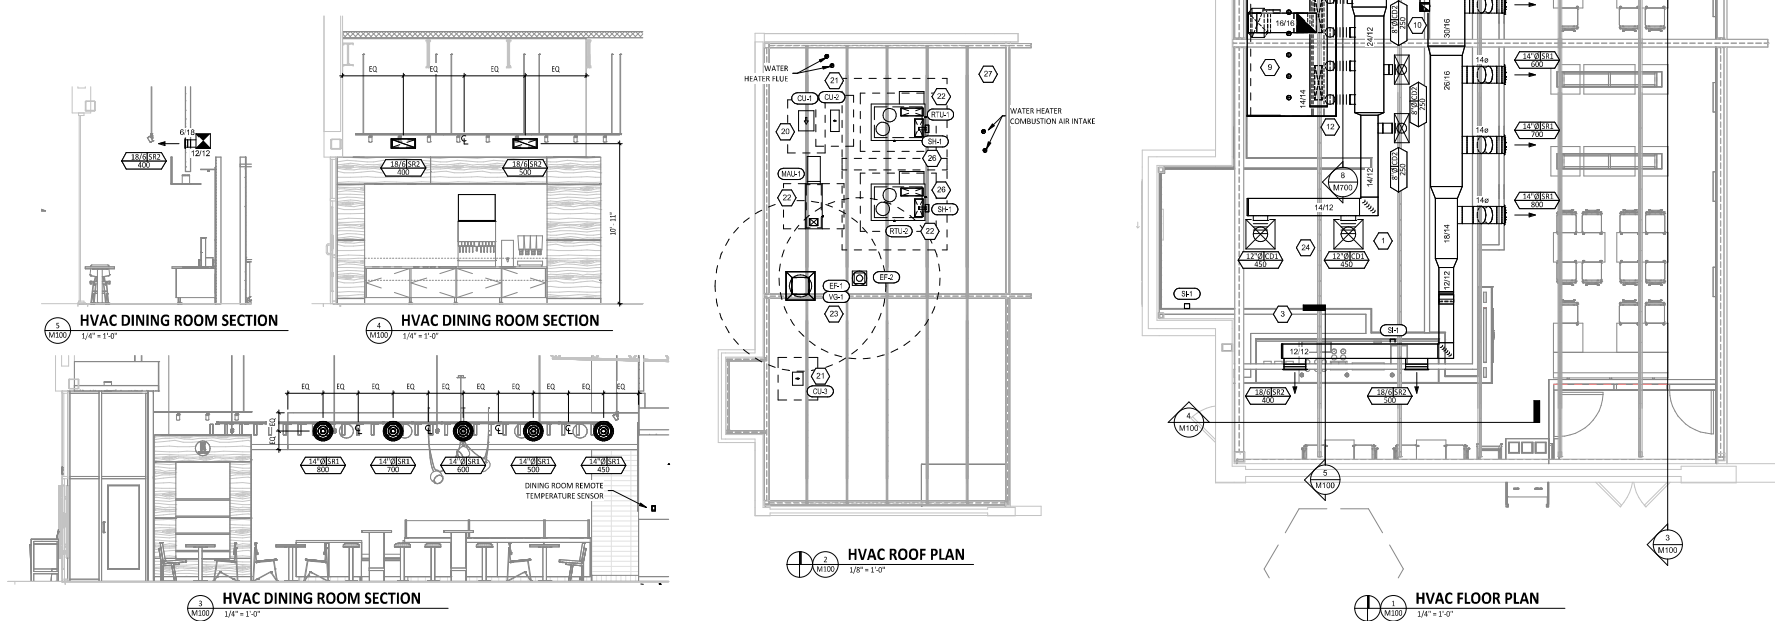 6/18
12/12
18/6 SR2
400
5
M100
HVAC DINING ROOM SECTION
1/4" = 1'-0"
EQ
EQ
EQ
EQ
18/6 SR2
400
18/6 SR2
500
10' - 11"
4
M100
HVAC DINING ROOM SECTION
1/4" = 1'-0"
EQ
EQ
EQ
EQ
EQ
EQ
EQ
EQ
EQ
EQ
EQ
EQ
14"Ø SR1
800
14"Ø SR1
700
14"Ø SR1
600
14"Ø SR1
500
14"Ø SR1
450
DINING ROOM REMOTE
TEMPERATURE SENSOR
3
M100
HVAC DINING ROOM SECTION
1/4" = 1'-0"
WATER
HEATER FLUE
21
27
CU-1
CU-2
22
RTU-1
WATER HEATER
COMBUSTION AIR INTAKE
20
SH-1
26
MAU-1
22
26
SH-1
RTU-2
22
EF-2
EF-1
VG-1
23
21
CU-3
2
M100
HVAC ROOF PLAN
1/8" = 1'-0"
16/16
24/12
8"Ø CD2
250
10
30/16
14"Ø SR1
600
14ø
9
14/14
26/16
8"Ø CD2
250
12
14"Ø SR1
700
14ø
8"Ø CD2
250
8
M700
14/12
14"Ø SR1
800
14ø
14/12
18/14
24
1
12"Ø CD1
450
12"Ø CD1
450
12/12
SI-1
3
SI-1
12/12
18/6 SR2
400
18/6 SR2
500
4
M100
5
M100
3
M100
1
M100
HVAC FLOOR PLAN
1/4" = 1'-0"